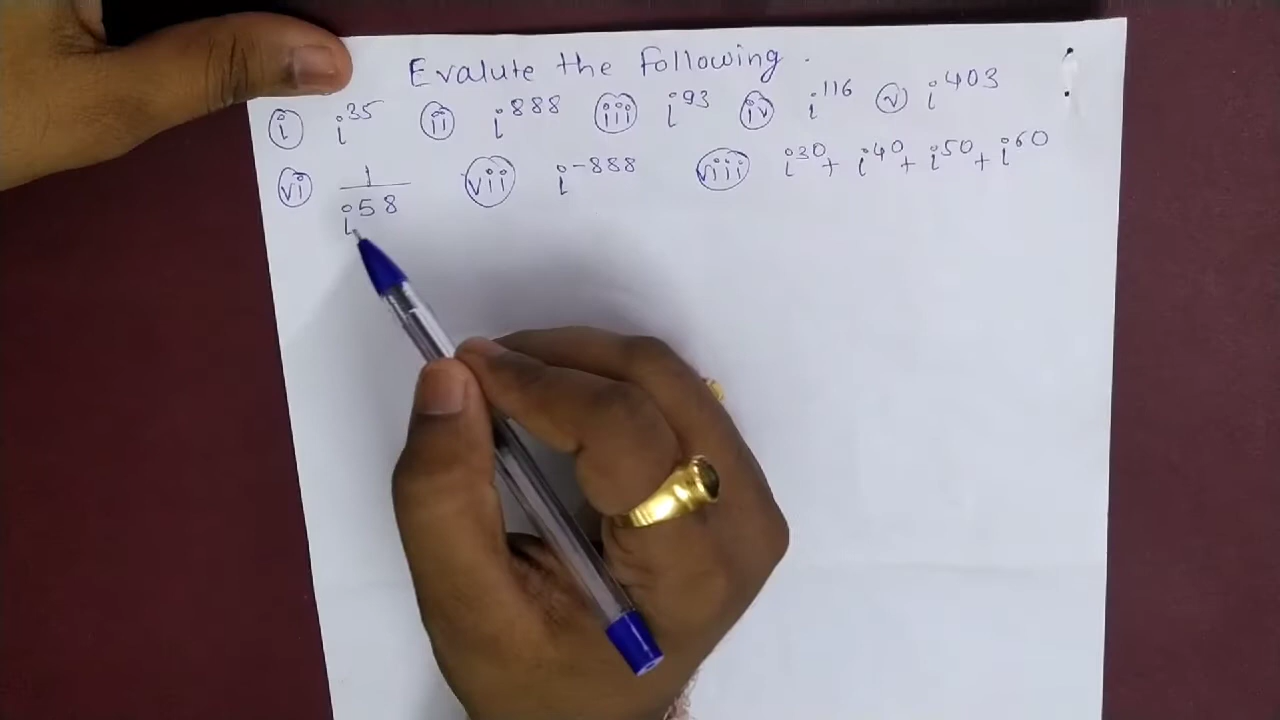 Evalute the following.
(i) i^35 (ii) i^888 (iii) i^93 (iv) i^116 (v) i^403
(vi) 1/i^58 (vii) i^-888 (viii) i^30 + i^40 + i^50 + i^60